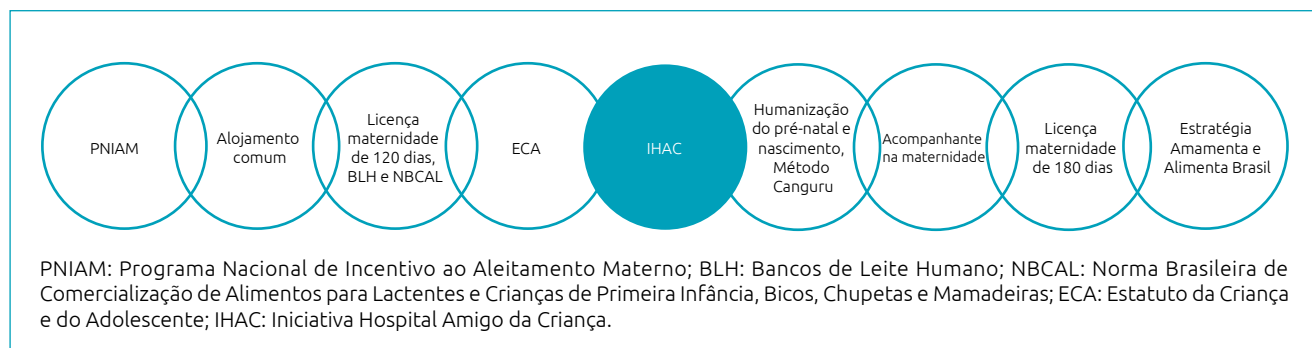 PNIAM
Alojamento
comum
Licença
maternidade
de 120 dias,
BLH e NBCAL
ECA
IHAC
Humanização
do pré-natal e
nascimento,
Método
Canguru
Acompanhante
na maternidade
Licença
maternidade
de 180 dias
Estratégia
Amamenta e
Alimenta Brasil
PNIAM: Programa Nacional de Incentivo ao Aleitamento Materno; BLH: Bancos de Leite Humano; NBCAL: Norma Brasileira de
Comercialização de Alimentos para Lactentes e Crianças de Primeira Infância, Bicos, Chupetas e Mamadeiras; ECA: Estatuto da Criança
e do Adolescente; IHAC: Iniciativa Hospital Amigo da Criança.